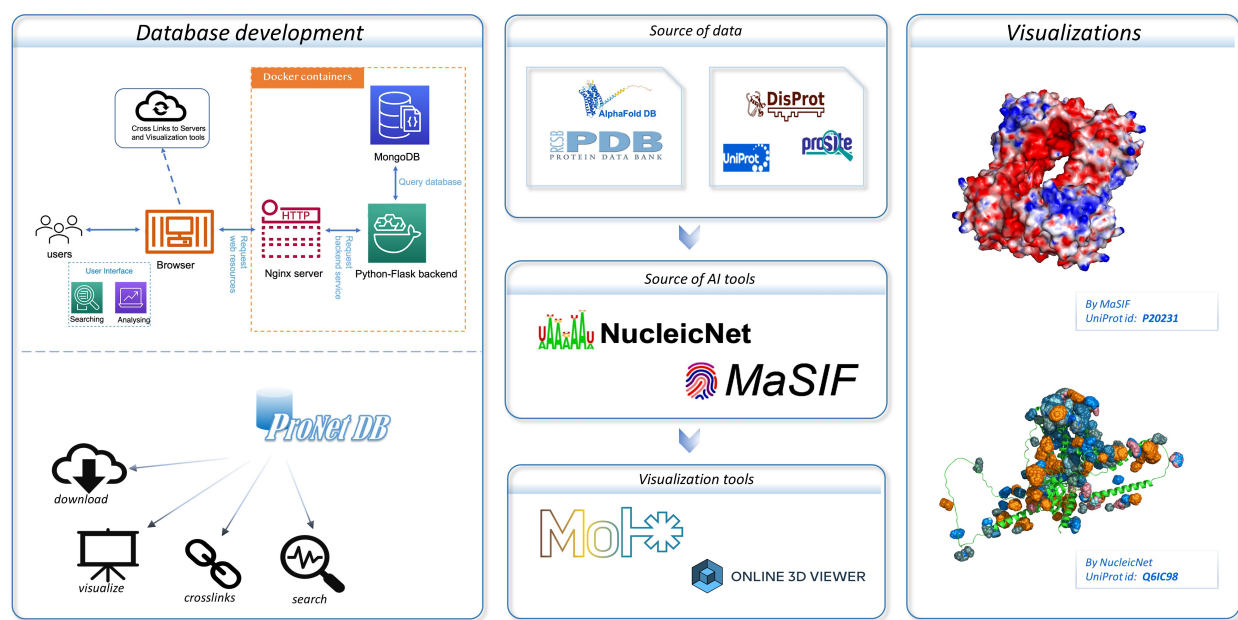 Database development
Docker containers
Cross Links to Servers
and Visualization tools
MongoDB
Query database
users
Browser
Request
web resources
HTTP
Nginx server
Request
backend service
Python-Flask backend
User Interface
Searching
Analysing
ProNet DB
download
visualize
crosslinks
search
Source of data
AlphaFold DB
RCSB
PDB
PROTEIN DATA BANK
DisProt
UniProt
prosite
Source of AI tools
UAAAAAU
UAAAAAU
NucleicNet
MaSIF
Visualization tools
Mol*
ONLINE 3D VIEWER
Visualizations
By MaSIF
UniProt id: P20231
By NucleicNet
UniProt id: Q6IC98